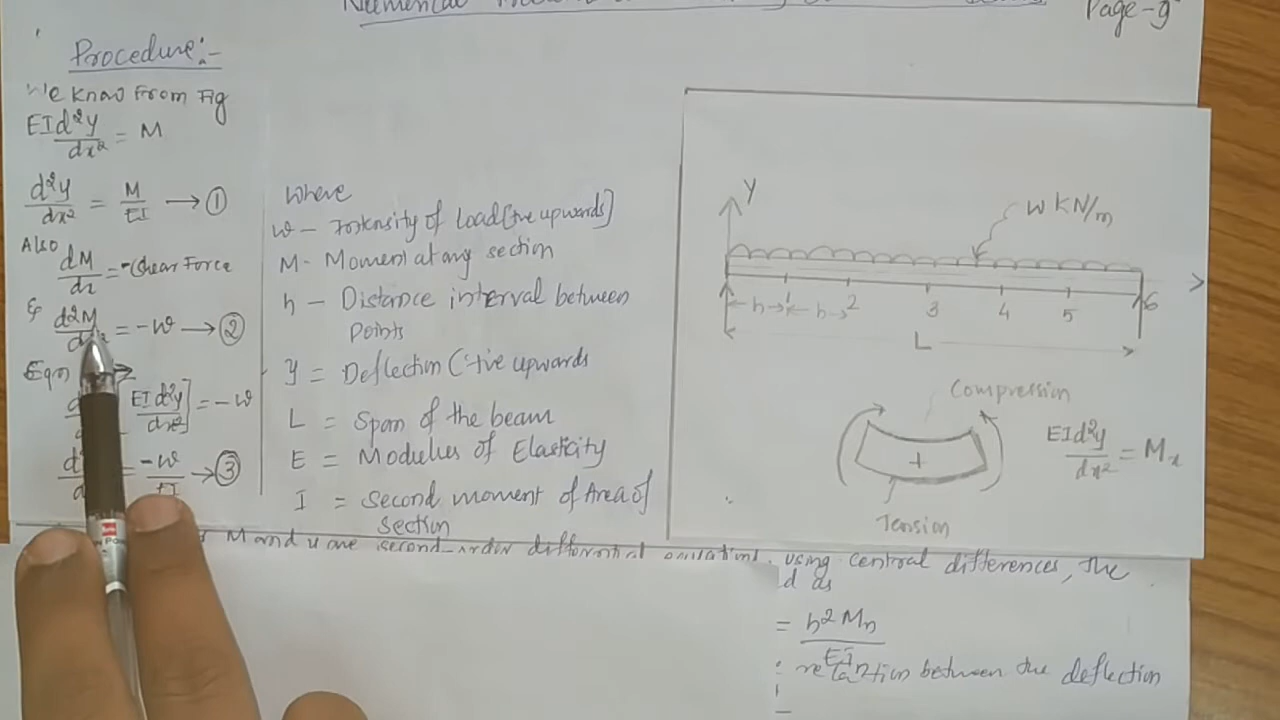 Numerical
Page-9
Procedure:-
We know From Fig
EI d²y/dx² = M
d²y/dx² = M/EI → ①
Also
dM/dx = -(Shear Force
& d²M = -w → ②
Eqn
EI d²y/dx²] = -w
= -w/EI → ③
Where
w - Intensity of Load[+ve upwards]
M - Moment at any section
h - Distance interval between
Points
y = Deflection (+ive upwards
L = Span of the beam
E = Modulus of Elasticity
I = Second moment of Area of
Section
Y
w KN/m
h h 1 2 3 4 5 6
L
Compression
+
Tension
EI d²y/dx² = Mx
M and y are second-order differential equations. Using central differences, the
d as
= h² Mn/EI
relation between the deflection